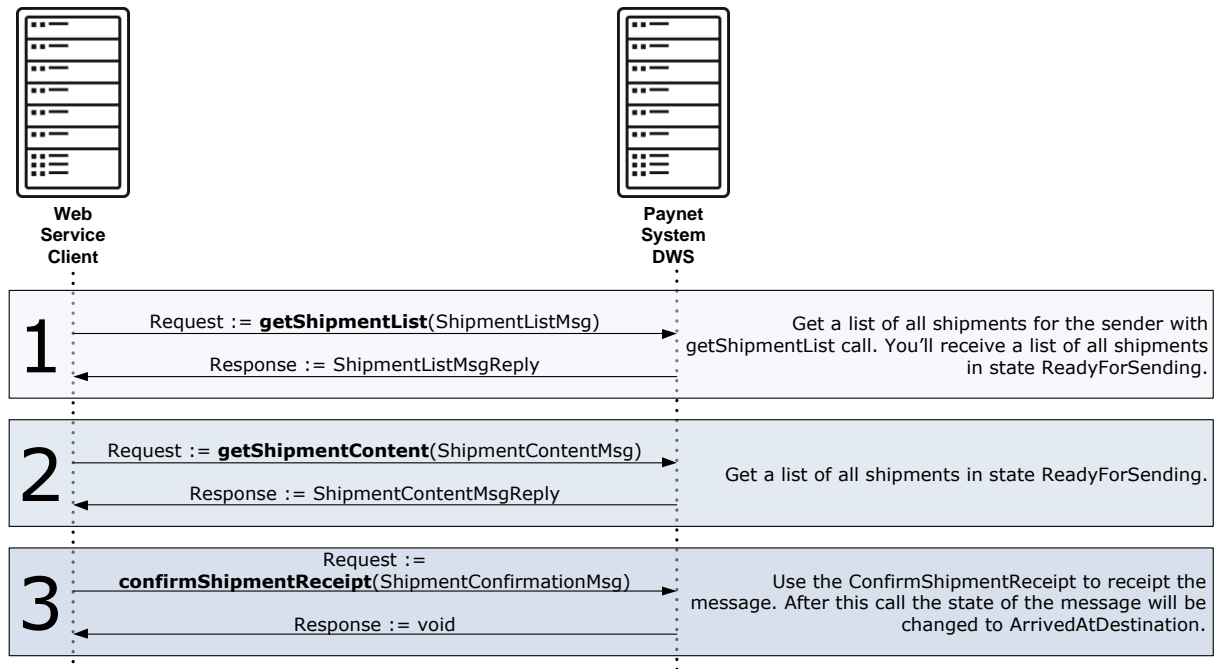 Web
Service
Client
Paynet
System
DWS
1
Request := getShipmentList(ShipmentListMsg)
Response := ShipmentListMsgReply
Get a list of all shipments for the sender with
getShipmentList call. You'll receive a list of all shipments
in state ReadyForSending.
2
Request := getShipmentContent(ShipmentContentMsg)
Response := ShipmentContentMsgReply
Get a list of all shipments in state ReadyForSending.
3
Request :=
confirmShipmentReceipt(ShipmentConfirmationMsg)
Response := void
Use the ConfirmShipmentReceipt to receipt the
message. After this call the state of the message will be
changed to ArrivedAtDestination.